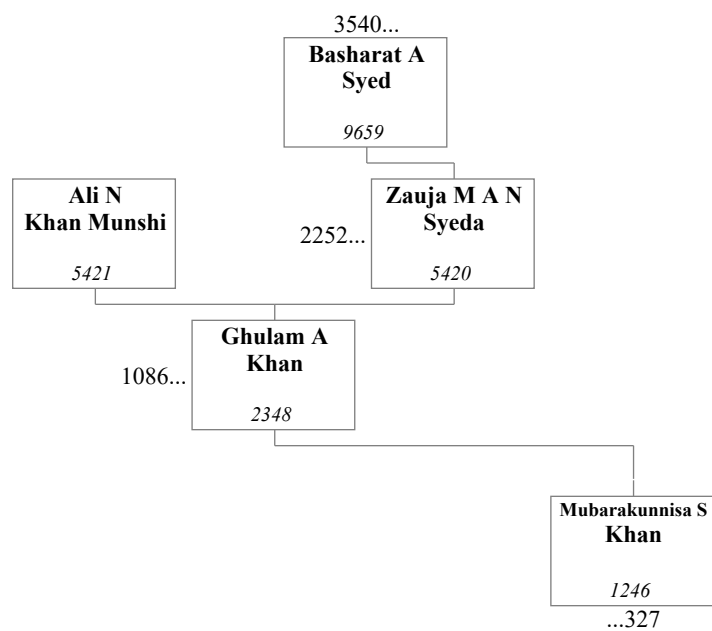 3540...
Basharat A
Syed
9659
Ali N
Khan Munshi
5421
2252...
Zauja M A N
Syeda
5420
1086...
Ghulam A
Khan
2348
Mubarakunnisa S
Khan
1246
...327